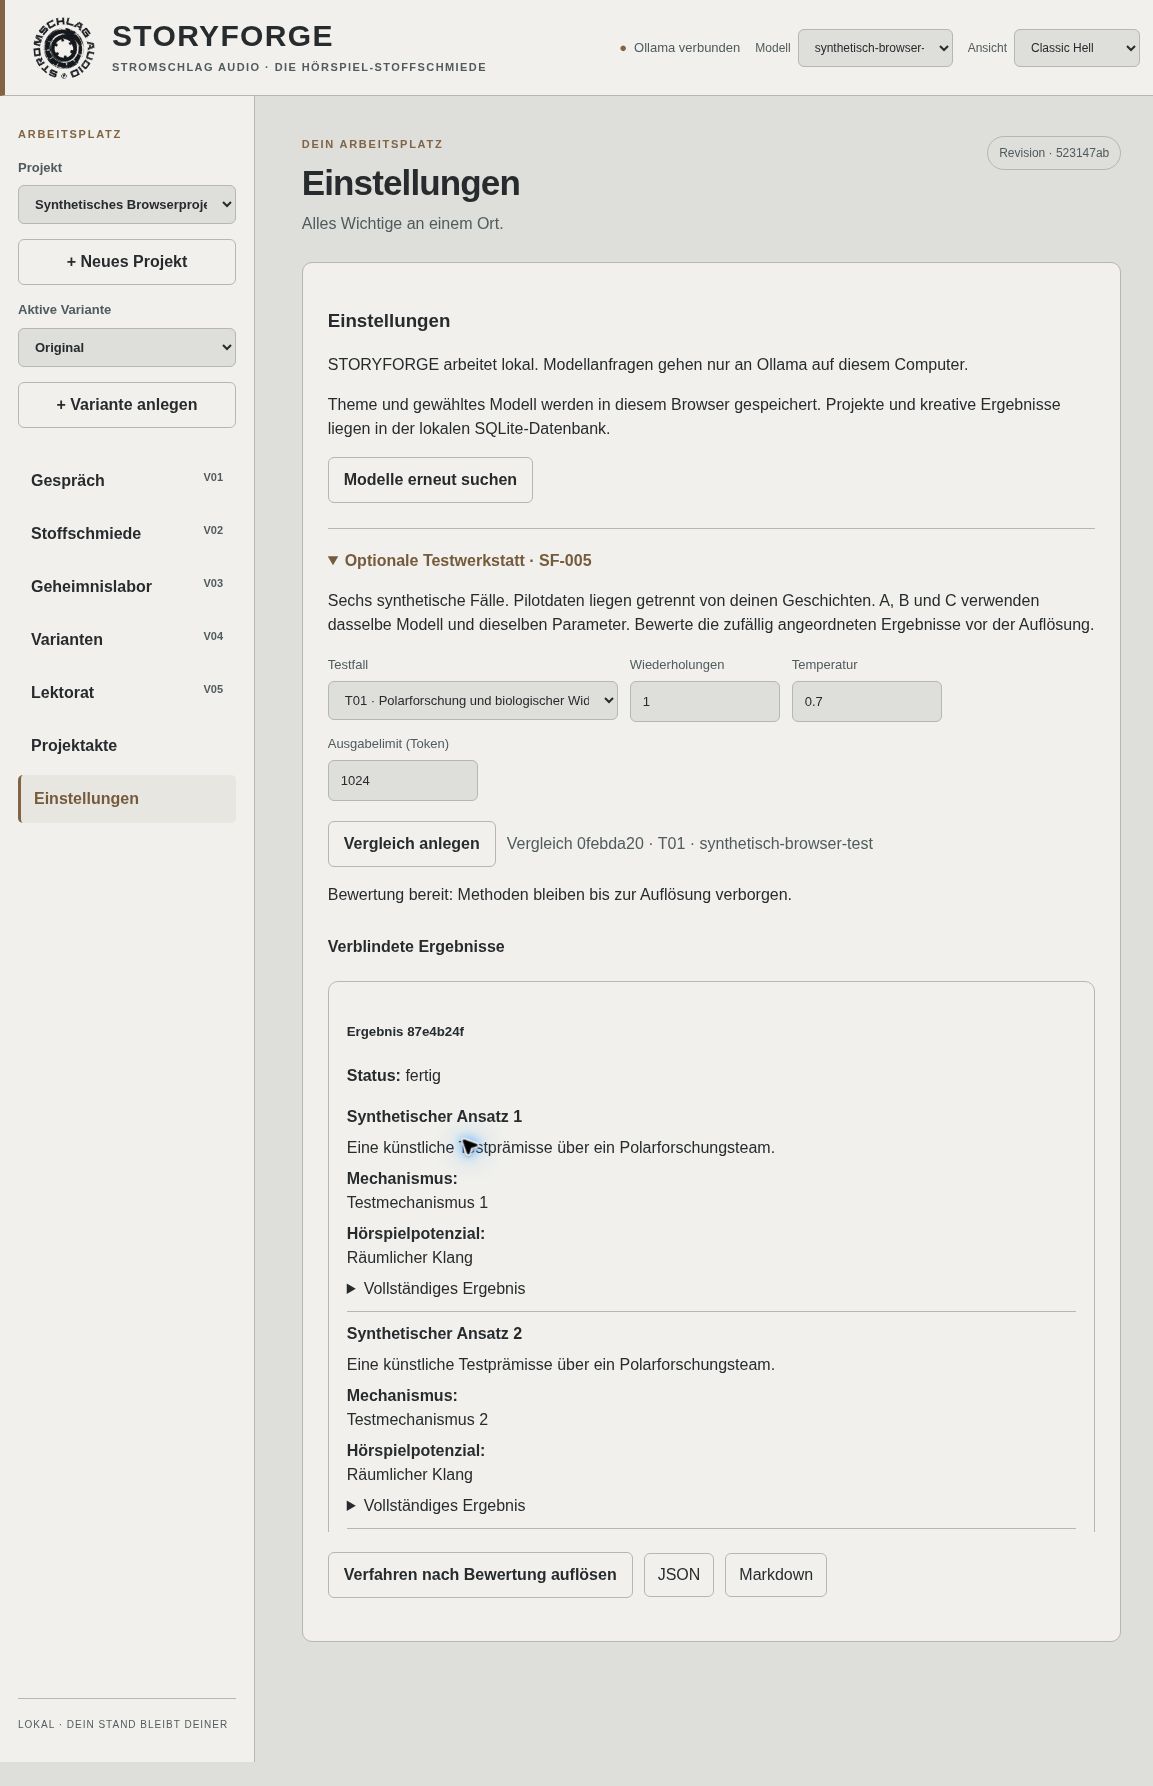 STROMSCHLAG AUDIO
STORYFORGE
STROMSCHLAG AUDIO · DIE HÖRSPIEL-STOFFSCHMIEDE
● Ollama verbunden
Modell
synthetisch-browser-
Ansicht
Classic Hell
ARBEITSPLATZ
Projekt
Synthetisches Browserproje
+ Neues Projekt
Aktive Variante
Original
+ Variante anlegen
Gespräch V01
Stoffschmiede V02
Geheimnislabor V03
Varianten V04
Lektorat V05
Projektakte
Einstellungen
LOKAL · DEIN STAND BLEIBT DEINER
DEIN ARBEITSPLATZ
Einstellungen
Alles Wichtige an einem Ort.
Revision · 523147ab
Einstellungen
STORYFORGE arbeitet lokal. Modellanfragen gehen nur an Ollama auf diesem Computer.
Theme und gewähltes Modell werden in diesem Browser gespeichert. Projekte und kreative Ergebnisse
liegen in der lokalen SQLite-Datenbank.
Modelle erneut suchen
▼ Optionale Testwerkstatt · SF-005
Sechs synthetische Fälle. Pilotdaten liegen getrennt von deinen Geschichten. A, B und C verwenden
dasselbe Modell und dieselben Parameter. Bewerte die zufällig angeordneten Ergebnisse vor der Auflösung.
Testfall
T01 · Polarforschung und biologischer Wid
Wiederholungen
1
Temperatur
0.7
Ausgabelimit (Token)
1024
Vergleich anlegen
Vergleich 0febda20 · T01 · synthetisch-browser-test
Bewertung bereit: Methoden bleiben bis zur Auflösung verborgen.
Verblindete Ergebnisse
Ergebnis 87e4b24f
Status: fertig
Synthetischer Ansatz 1
Eine künstliche Testprämisse über ein Polarforschungsteam.
Mechanismus:
Testmechanismus 1
Hörspielpotenzial:
Räumlicher Klang
▶ Vollständiges Ergebnis
Synthetischer Ansatz 2
Eine künstliche Testprämisse über ein Polarforschungsteam.
Mechanismus:
Testmechanismus 2
Hörspielpotenzial:
Räumlicher Klang
▶ Vollständiges Ergebnis
Verfahren nach Bewertung auflösen
JSON
Markdown